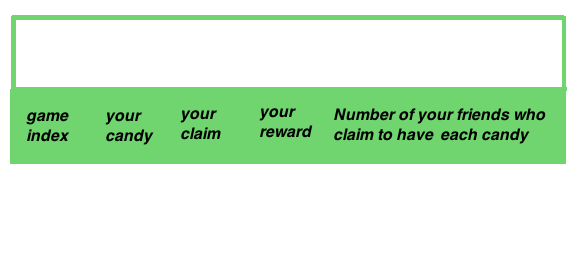 game index
your candy
your claim
your reward
Number of your friends who
claim to have each candy